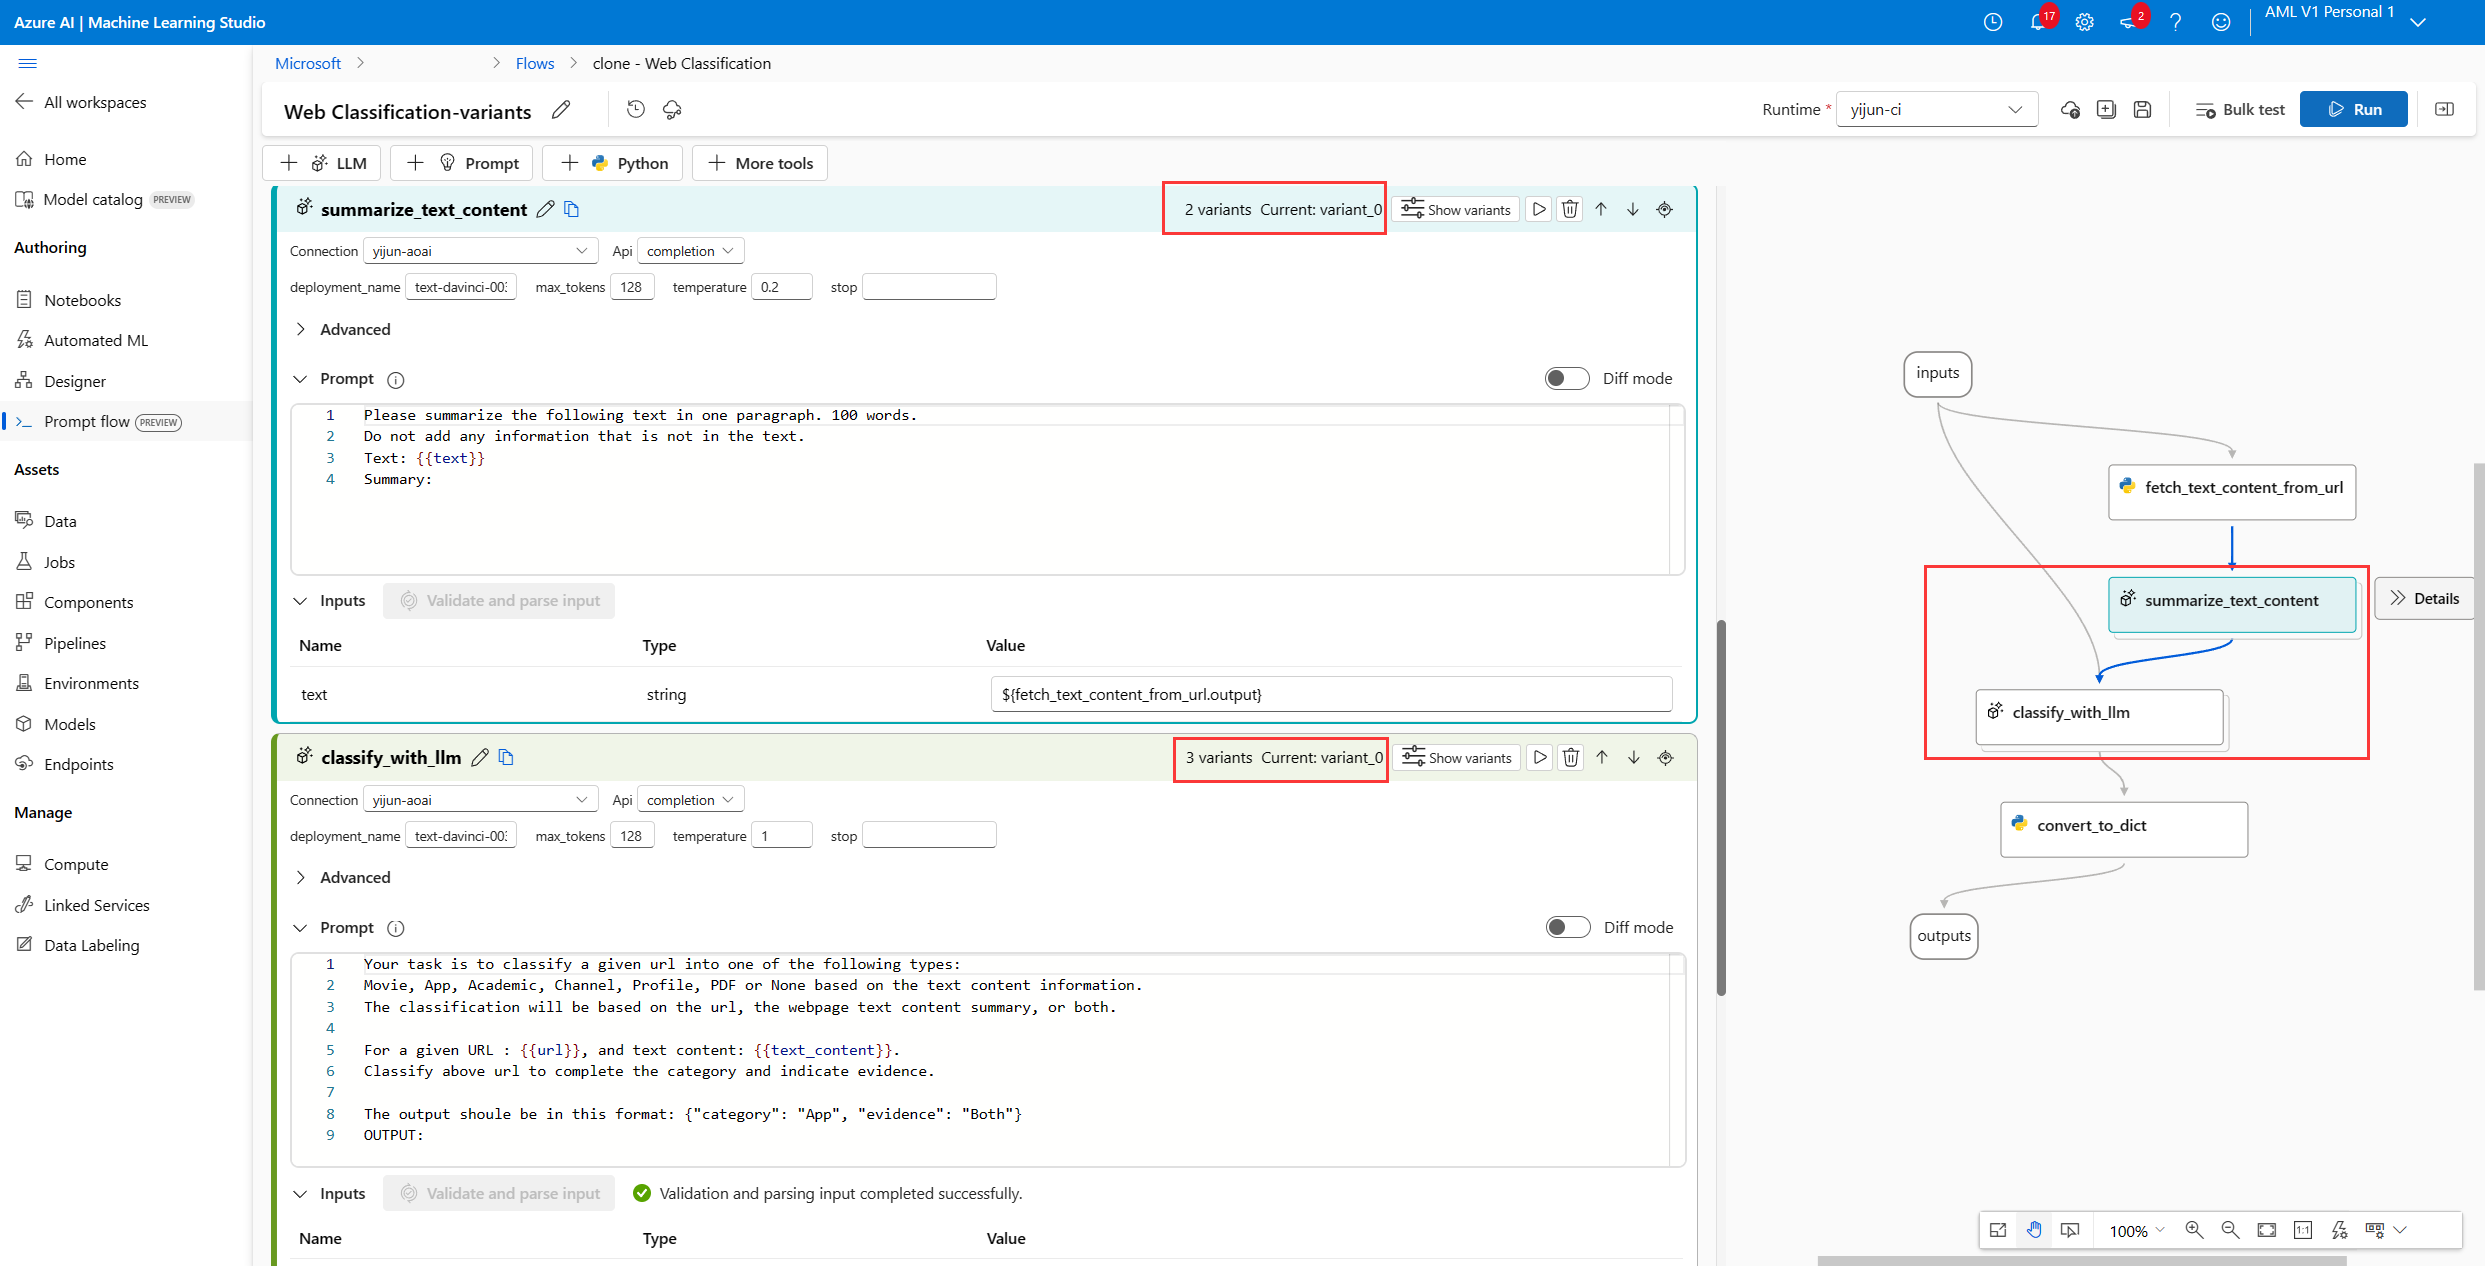 Azure AI | Machine Learning Studio
17
2
AML V1 Personal 1
All workspaces
Home
Model catalog PREVIEW
Authoring
Notebooks
Automated ML
Designer
Prompt flow PREVIEW
Assets
Data
Jobs
Components
Pipelines
Environments
Models
Endpoints
Manage
Compute
Linked Services
Data Labeling
Microsoft > > Flows > clone - Web Classification
Web Classification-variants
Runtime * yijun-ci
Bulk test
Run
LLM
Prompt
Python
More tools
summarize_text_content
2 variants Current: variant_0
Show variants
Connection yijun-aoai Api completion
deployment_name text-davinci-003 max_tokens 128 temperature 0.2 stop
Advanced
Prompt
Diff mode
1 Please summarize the following text in one paragraph. 100 words.
2 Do not add any information that is not in the text.
3 Text: {{text}}
4 Summary:
Inputs Validate and parse input
Name Type Value
text string ${fetch_text_content_from_url.output}
classify_with_llm
3 variants Current: variant_0
Show variants
Connection yijun-aoai Api completion
deployment_name text-davinci-003 max_tokens 128 temperature 1 stop
Advanced
Prompt
Diff mode
1 Your task is to classify a given url into one of the following types:
2 Movie, App, Academic, Channel, Profile, PDF or None based on the text content information.
3 The classification will be based on the url, the webpage text content summary, or both.
4
5 For a given URL : {{url}}, and text content: {{text_content}}.
6 Classify above url to complete the category and indicate evidence.
7
8 The output shoule be in this format: {"category": "App", "evidence": "Both"}
9 OUTPUT:
Inputs Validate and parse input Validation and parsing input completed successfully.
Name Type Value
inputs
fetch_text_content_from_url
summarize_text_content
Details
classify_with_llm
convert_to_dict
outputs
100%
1:1